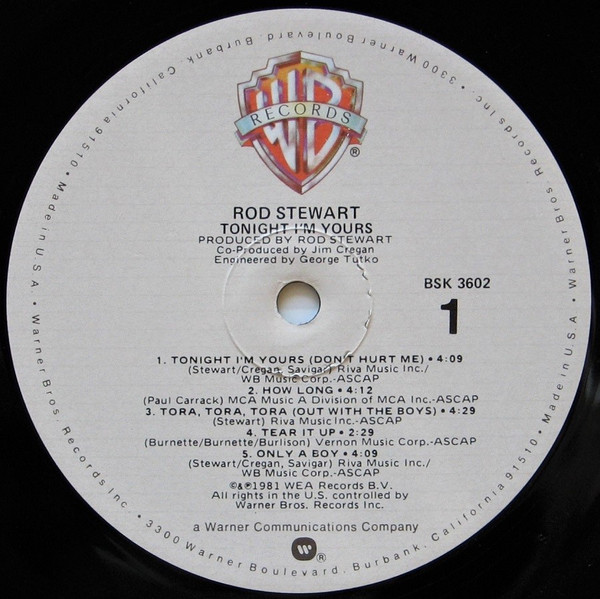 WB
RECORDS
®
ROD STEWART
TONIGHT I'M YOURS
PRODUCED BY ROD STEWART
Co-Produced by Jim Cregan
Engineered by George Tutko
BSK 3602
1
1. TONIGHT I'M YOURS (DON'T HURT ME) • 4:09
(Stewart/Cregan, Savigar) Riva Music Inc./
WB Music Corp.-ASCAP
2. HOW LONG • 4:12
(Paul Carrack) MCA Music A Division of MCA Inc.-ASCAP
3. TORA, TORA, TORA (OUT WITH THE BOYS) • 4:29
(Stewart) Riva Music Inc.-ASCAP
4. TEAR IT UP • 2:29
(Burnette/Burnette/Burlison) Vernon Music Corp.-ASCAP
5. ONLY A BOY • 4:09
(Stewart/Cregan, Savigar) Riva Music Inc./
WB Music Corp.-ASCAP
©&℗1981 WEA Records B.V.
All rights in the U.S. controlled by
Warner Bros. Records Inc.
a Warner Communications Company
®
Warner Bros. Records Inc. • 3300 Warner Boulevard, Burbank, California 91510 • Made in U.S.A. • Warner Bros. Records Inc. • 3300 Warner Boulevard, Burbank, California 91510 • Made in U.S.A. •